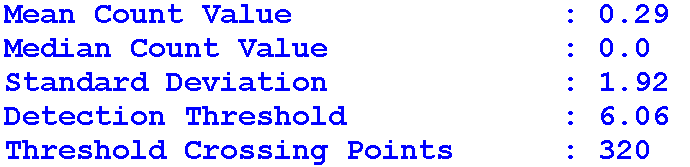 Mean Count Value : 0.29
Median Count Value : 0.0
Standard Deviation : 1.92
Detection Threshold : 6.06
Threshold Crossing Points : 320